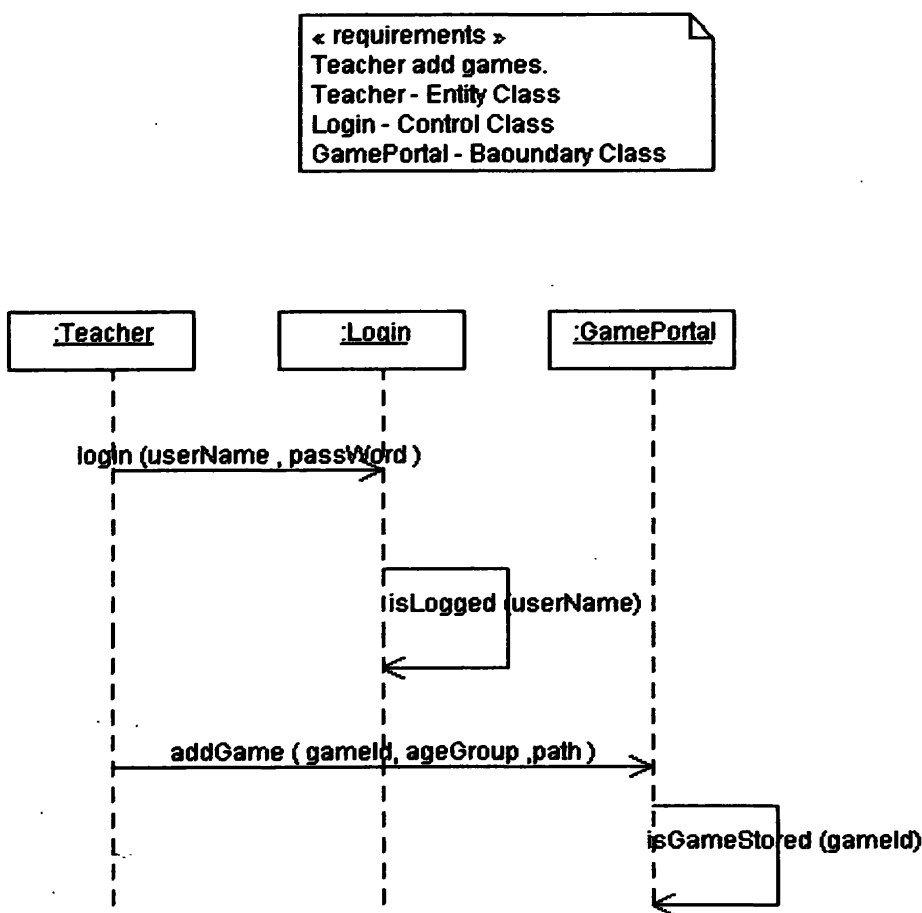 « requirements »
Teacher add games.
Teacher - Entity Class
Login - Control Class
GamePortal - Baoundary Class
:Teacher
:Login
:GamePortal
login (userName , passWord )
isLogged (userName)
addGame ( gameId, ageGroup ,path )
isGameStored (gameId)